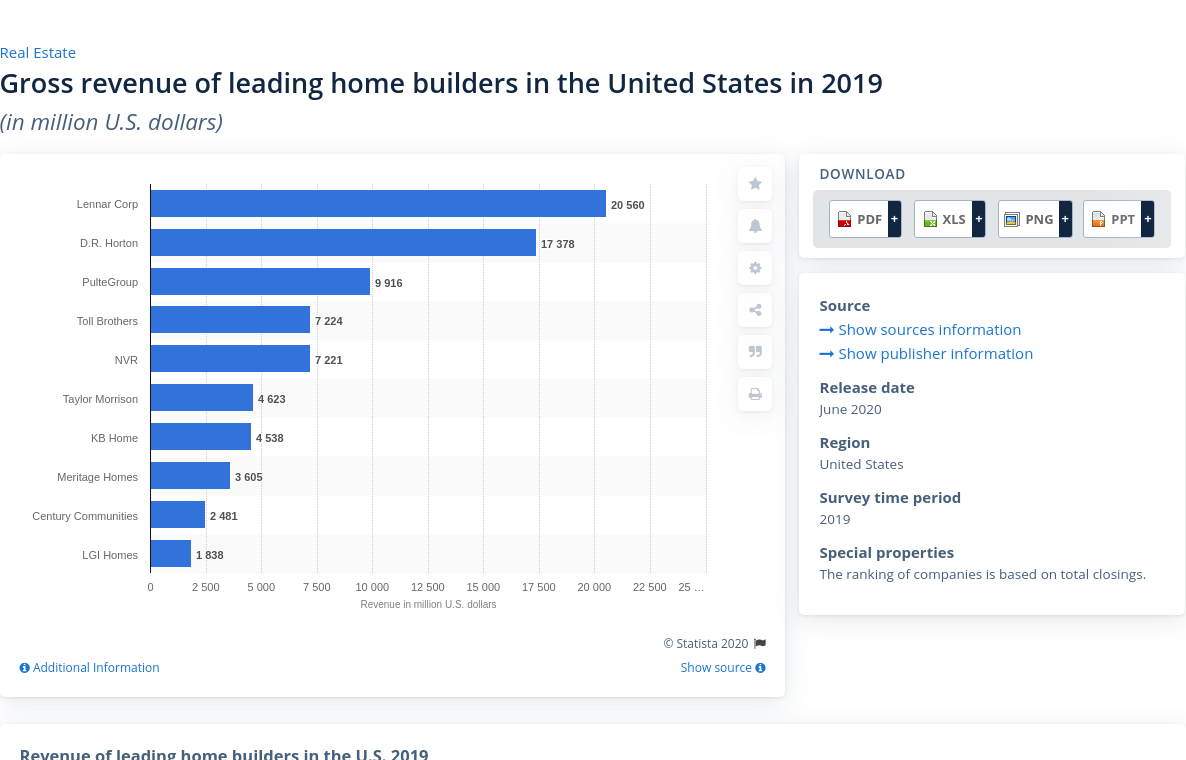 Real Estate
Gross revenue of leading home builders in the United States in 2019
(in million U.S. dollars)
Lennar Corp 20 560
D.R. Horton 17 378
PulteGroup 9 916
Toll Brothers 7 224
NVR 7 221
Taylor Morrison 4 623
KB Home 4 538
Meritage Homes 3 605
Century Communities 2 481
LGI Homes 1 838
0 2 500 5 000 7 500 10 000 12 500 15 000 17 500 20 000 22 500 25 …
Revenue in million U.S. dollars
© Statista 2020
Additional Information
Show source
DOWNLOAD
PDF + XLS + PNG + PPT +
Source
Show sources information
Show publisher information
Release date
June 2020
Region
United States
Survey time period
2019
Special properties
The ranking of companies is based on total closings.
Revenue of leading home builders in the U.S. 2019